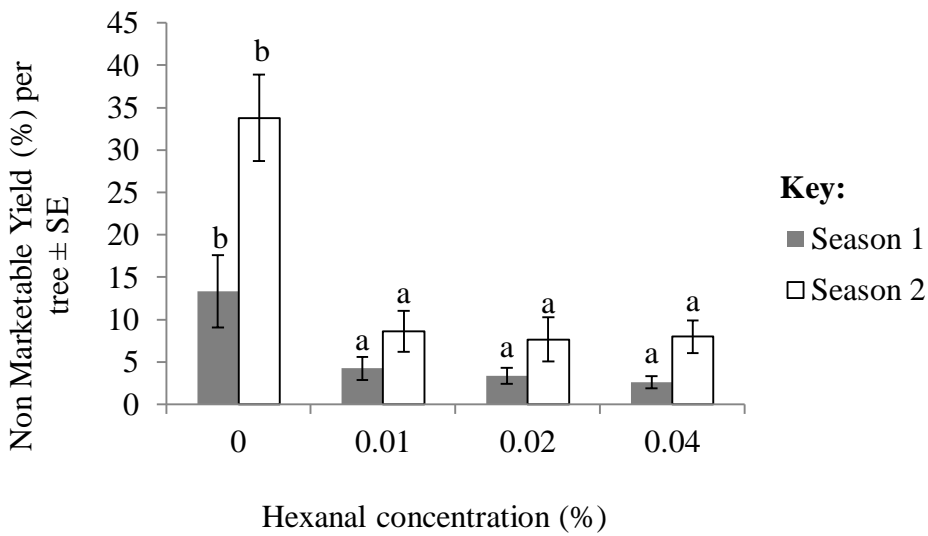 Non Marketable Yield (%) per
tree ± SE
45
40
35
30
25
20
15
10
5
0
b
b
a
a
a
a
a
a
0
0.01
0.02
0.04
Hexanal concentration (%)
Key:
Season 1
Season 2